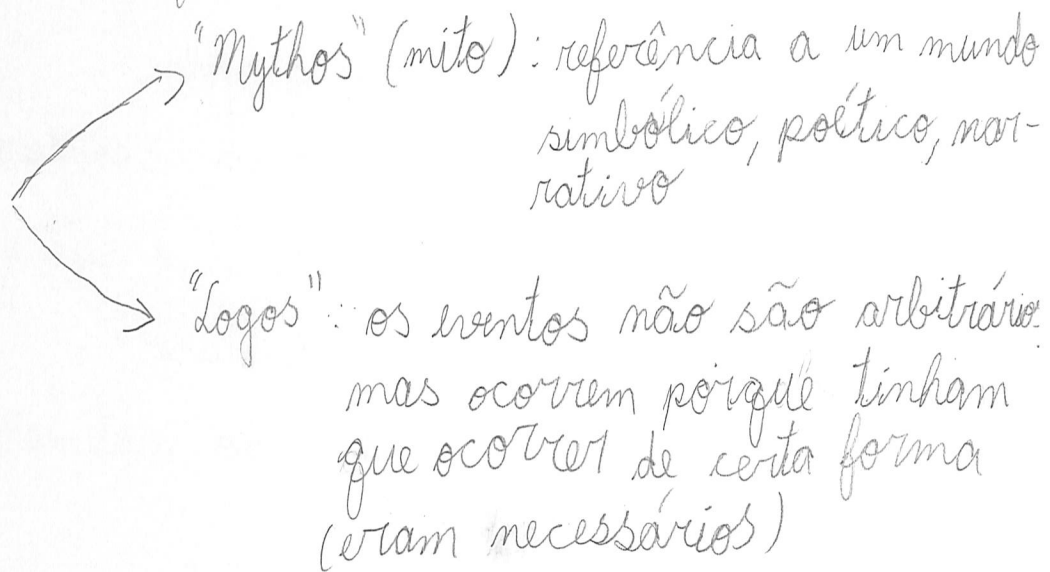 "Mythos" (mito): referência a um mundo
simbólico, poético, nar-
rativo
"Logos": os eventos não são arbitrário
mas ocorrem porque tinham
que ocorrer de certa forma
(eram necessários)